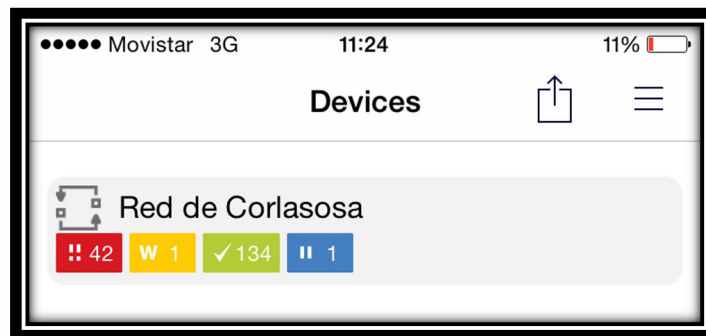 Movistar 3G 11:24 11%
Devices
Red de Corlasosa
!! 42 W 1 ✓ 134 II 1